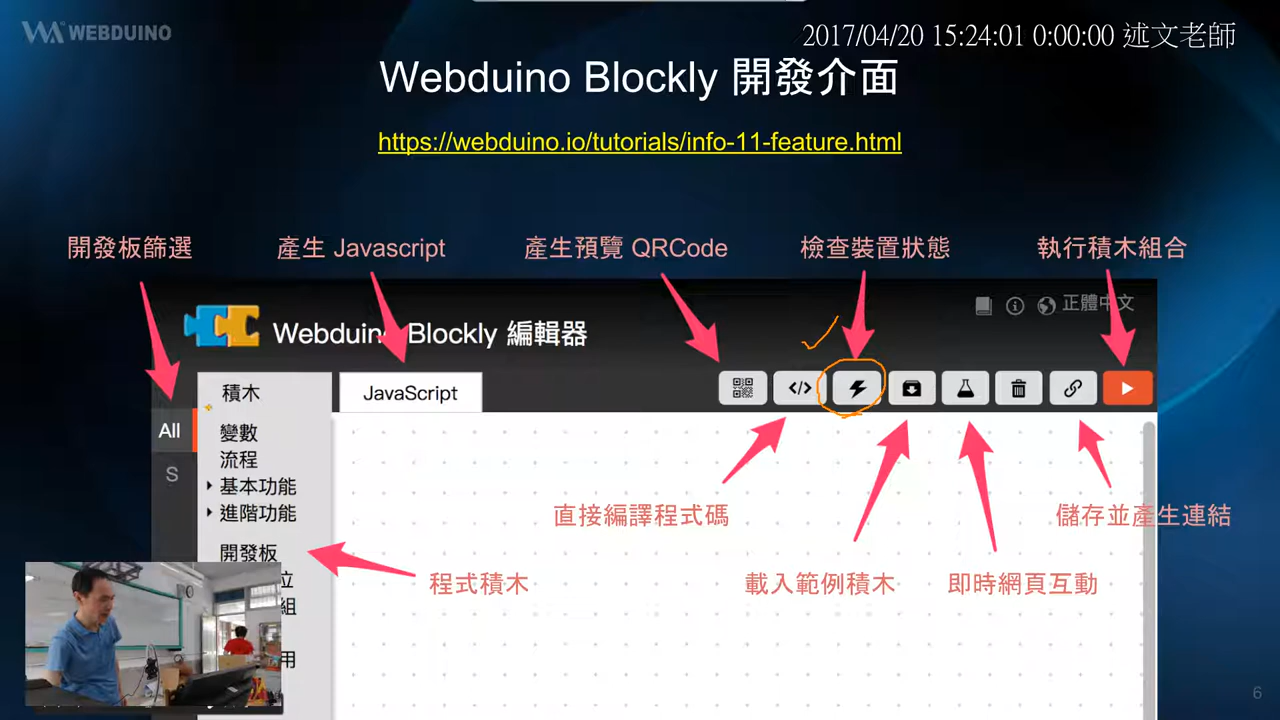 WEBDUINO
2017/04/20 15:24:01 0:00:00 述文老師
Webduino Blockly 開發介面
https://webduino.io/tutorials/info-11-feature.html
開發板篩選
產生 Javascript
產生預覽 QRCode
檢查裝置狀態
執行積木組合
正體中文
Webduino Blockly 編輯器
積木
JavaScript
</>
All
變數
流程
S
基本功能
進階功能
直接編譯程式碼
儲存並產生連結
開發板
程式積木
載入範例積木
即時網頁互動
位
組
用
6